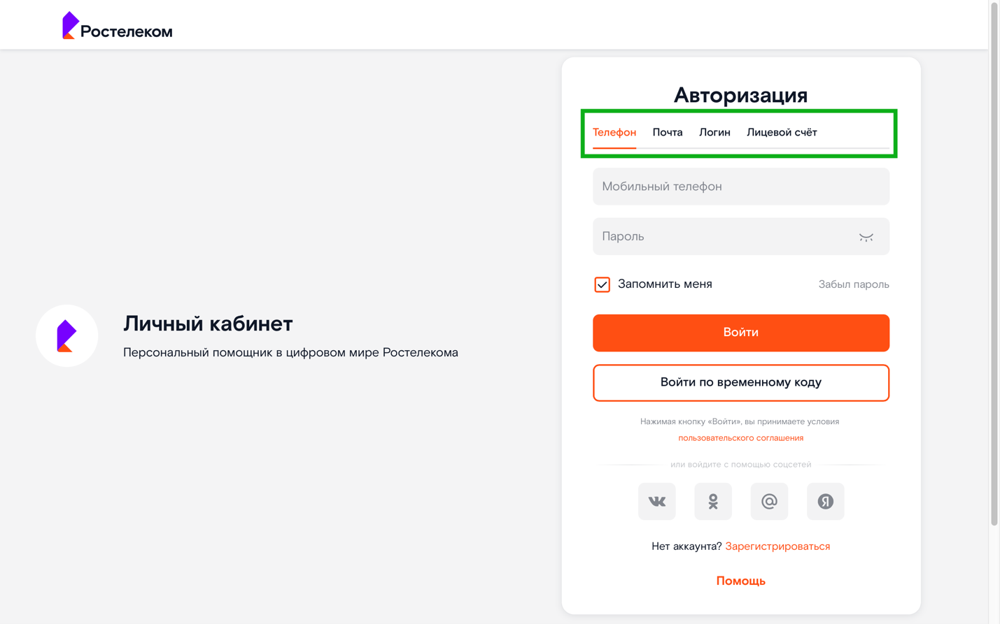 Ростелеком
Авторизация
Телефон Почта Логин Лицевой счёт
Мобильный телефон
Пароль
Запомнить меня Забыл пароль
Войти
Войти по временному коду
Нажимая кнопку «Войти», вы принимаете условия
пользовательского соглашения
или войдите с помощью соцсетей
Нет аккаунта? Зарегистрироваться
Помощь
Личный кабинет
Персональный помощник в цифровом мире Ростелекома